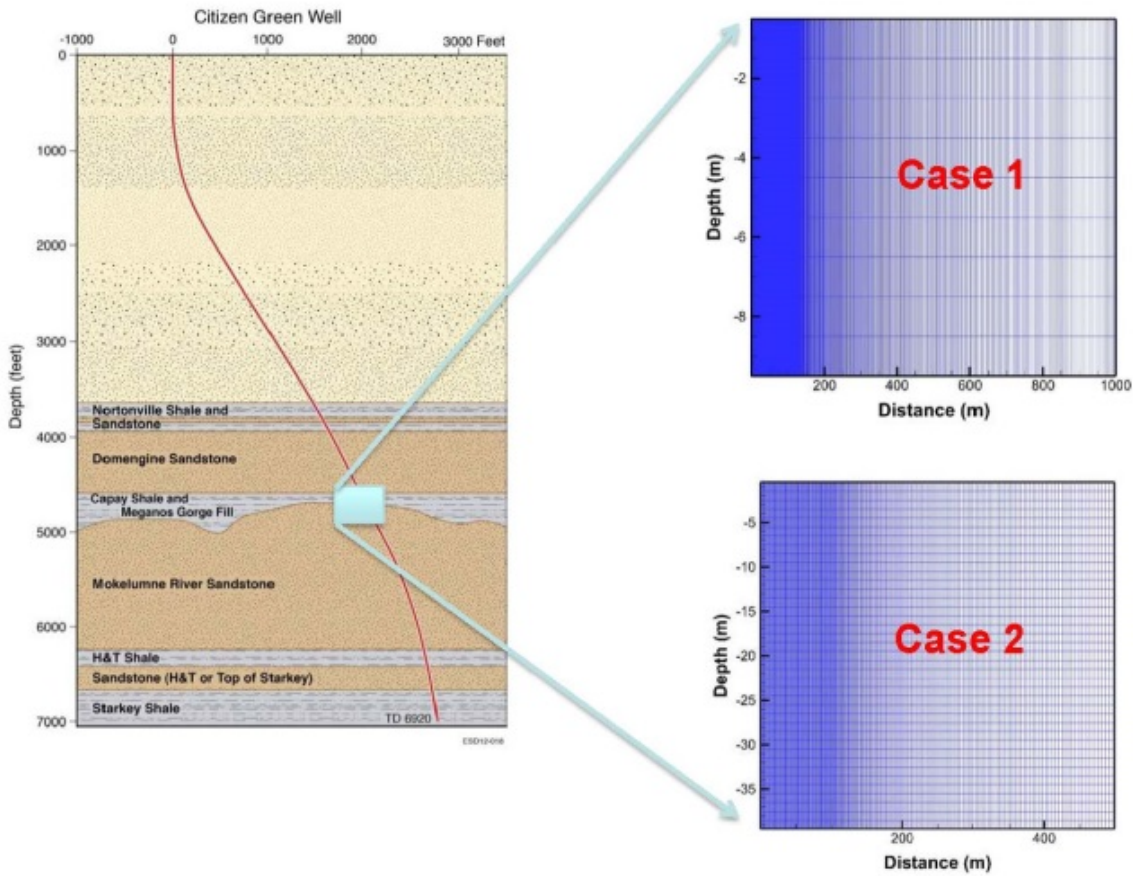 Citizen Green Well
-1000 0 1000 2000 3000 Feet
0
1000
2000
3000
4000
5000
6000
7000
Depth (feet)
Nortonville Shale and
Sandstone
Domengine Sandstone
Capay Shale and
Meganos Gorge Fill
Mokelumne River Sandstone
H&T Shale
Sandstone (H&T or Top of Starkey)
Starkey Shale
TD 6920
ESD12-016
Case 1
Depth (m)
-2
-4
-6
-8
200 400 600 800 1000
Distance (m)
Case 2
Depth (m)
-5
-10
-15
-20
-25
-30
-35
200 400
Distance (m)